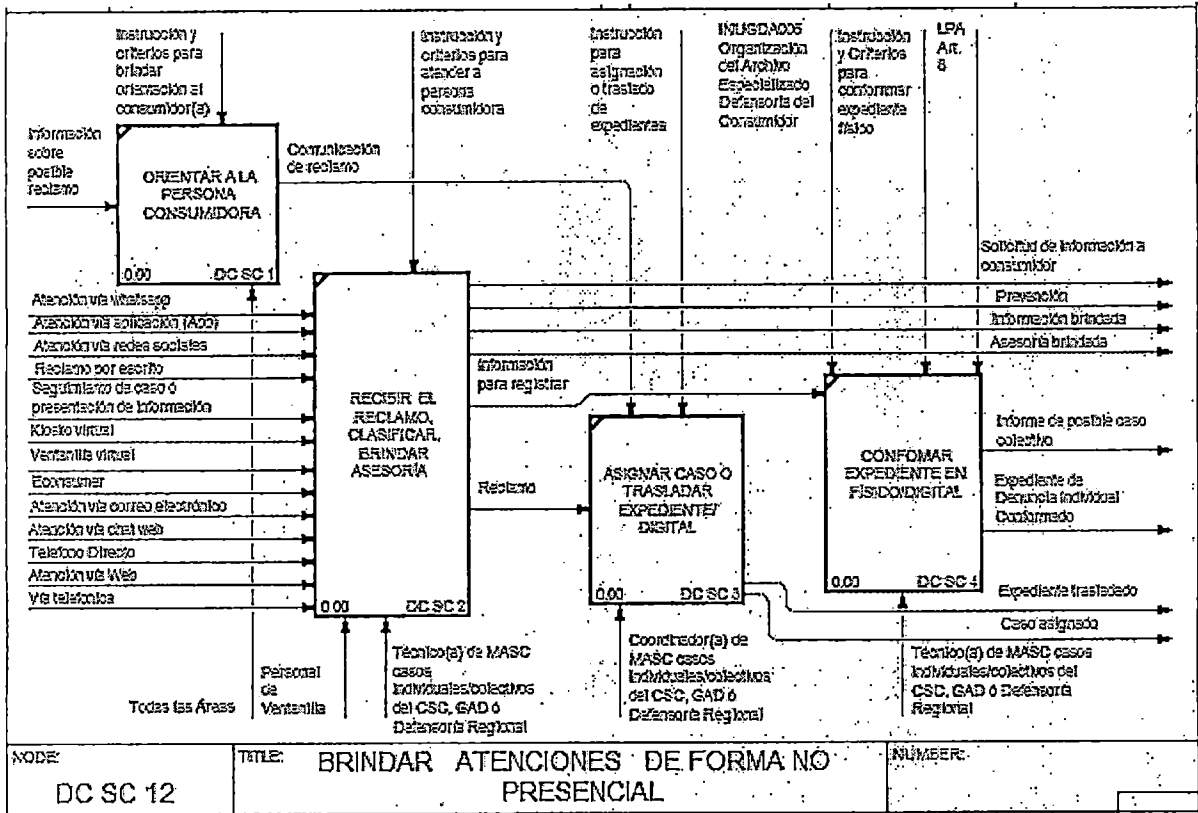 Instrucción y
criterios para
brindar
orientación al
consumidor(a)
Instrucción y
criterios para
atender a
persona
consumidora
Instrucción
para
asignación
o traslado
de
expedientes
Organización
del Archivo
Especializado
Defensoría del
Consumidor
Instrucción
y Criterios
para
conformar
expediente
físico
LPA
Art.
8
Información
sobre
posible
reclamo
ORIENTAR A LA
PERSONA
CONSUMIDORA
0.00 DC SC 1
Comunicación
de reclamo
Atención vía whatsapp
Atención vía aplicación (App)
Atención vía redes sociales
Reclamo por escrito
Seguimiento de caso ó
presentación de información
Kiosko virtual
Ventanilla virtual
Econsumer
Atención vía correo electrónico
Atención vía chat web
Telefono Directo
Atención vía Web
Vía telefónica
RECIBIR EL
RECLAMO,
CLASIFICAR,
BRINDAR
ASESORÍA
0.00 DC SC 2
Solicitud de información a
consumidor
Prevención
Información brindada
Asesoría brindada
Información
para registrar
Reclamo
ASIGNAR CASO O
TRASLADAR
EXPEDIENTE/
DIGITAL
0.00 DC SC 3
CONFOMAR
EXPEDIENTE EN
FÍSIDO/DIGITAL
0.00 DC SC 4
Informe de posible caso
colectivo
Expediente de
Denuncia Individual
Conformado
Expediente trasladado
Caso asignado
Todas las Áreas
Personal
de
Ventanilla
Técnico(a) de MASC
casos
Individuales/colectivos
del CSC, GAD ó
Defensoría Regional
Coordinador(a) de
MASC casos
Individuales/colectivos
del CSC, GAD ó
Defensoría Regional
Técnico(a) de MASC casos
Individuales/colectivos del
CSC, GAD ó Defensoría
Regional
NODE:
DC SC 12
TITLE:
BRINDAR ATENCIONES DE FORMA NO
PRESENCIAL
NUMBER: